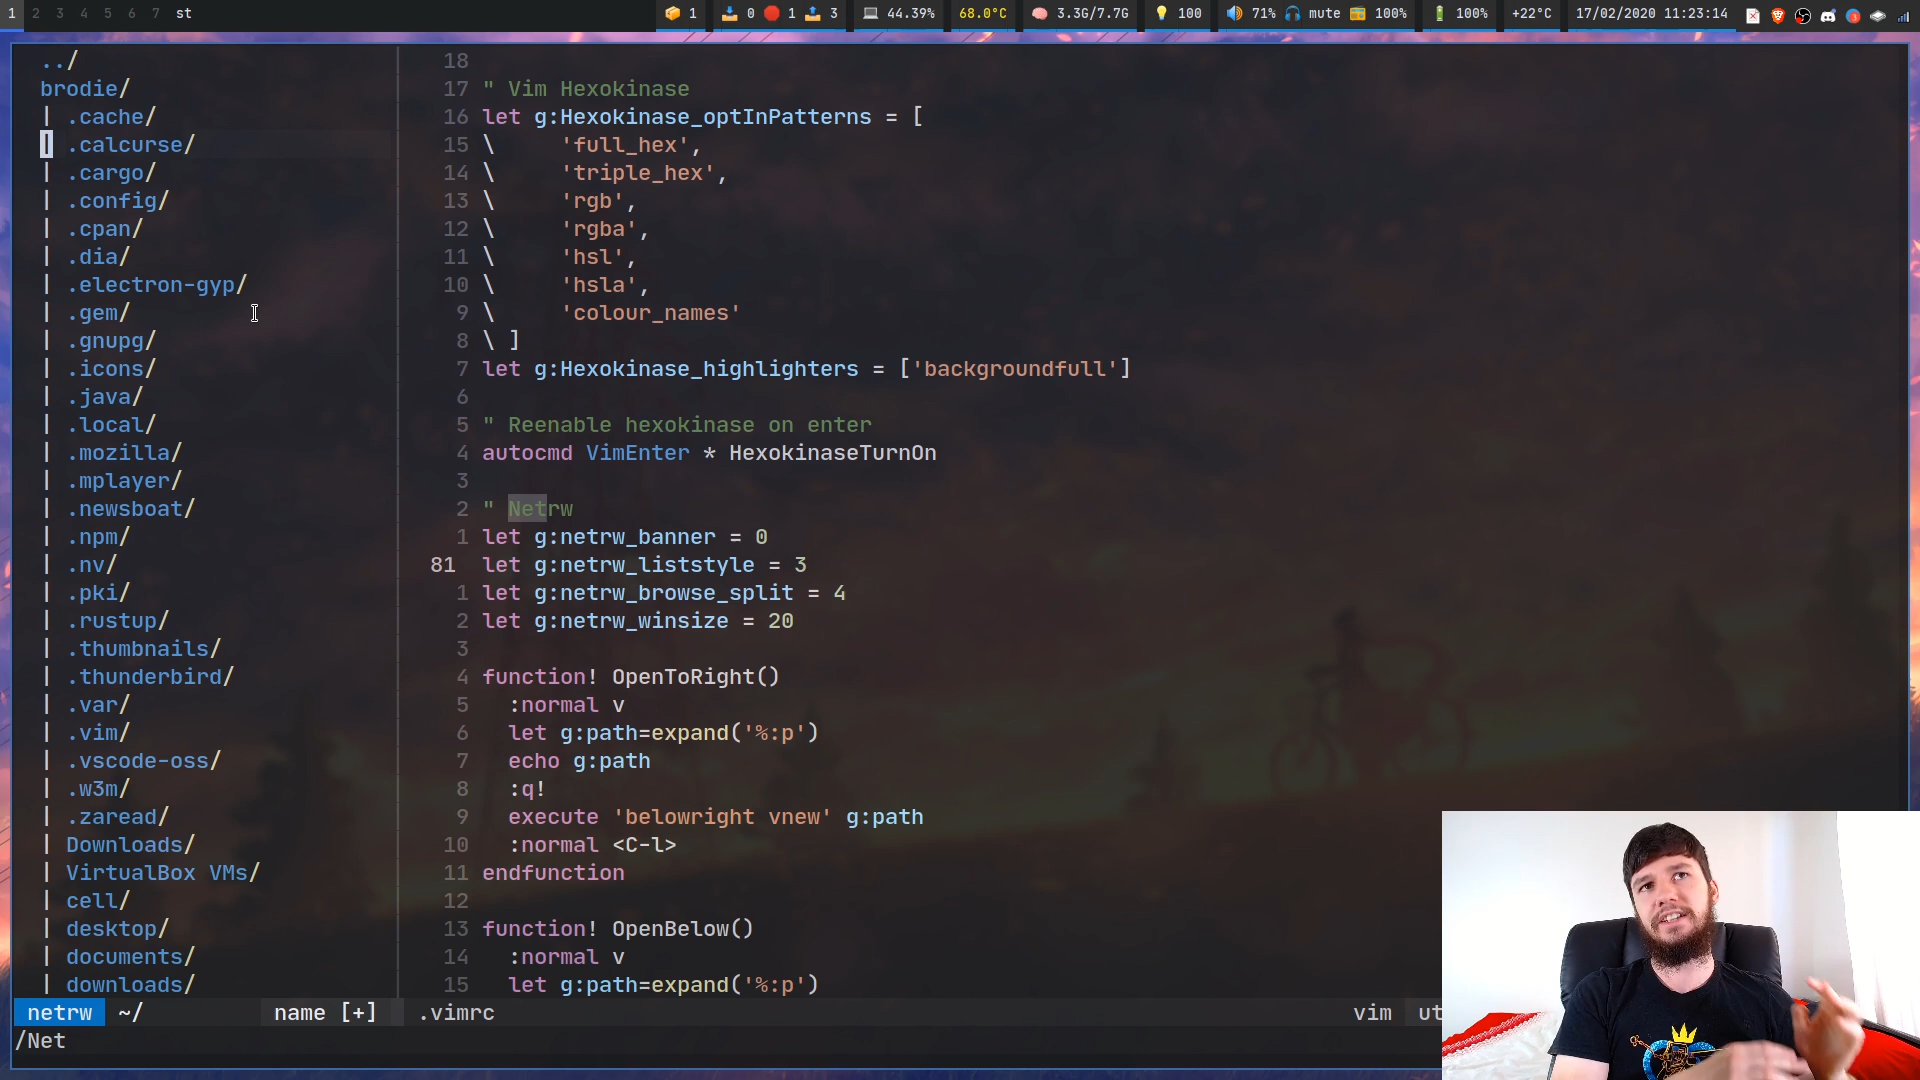 1 2 3 4 5 6 7 st 1 0 1 3 44.39% 68.0°C 3.3G/7.7G 100 71% mute 100% 100% +22°C 17/02/2020 11:23:14
../
brodie/
| .cache/
| .calcurse/
| .cargo/
| .config/
| .cpan/
| .dia/
| .electron-gyp/
| .gem/
| .gnupg/
| .icons/
| .java/
| .local/
| .mozilla/
| .mplayer/
| .newsboat/
| .npm/
| .nv/
| .pki/
| .rustup/
| .thumbnails/
| .thunderbird/
| .var/
| .vim/
| .vscode-oss/
| .w3m/
| .zaread/
| Downloads/
| VirtualBox VMs/
| cell/
| desktop/
| documents/
| downloads/
18
17 " Vim Hexokinase
16 let g:Hexokinase_optInPatterns = [
15 \     'full_hex',
14 \     'triple_hex',
13 \     'rgb',
12 \     'rgba',
11 \     'hsl',
10 \     'hsla',
9 \     'colour_names'
8 \ ]
7 let g:Hexokinase_highlighters = ['backgroundfull']
6
5 " Reenable hexokinase on enter
4 autocmd VimEnter * HexokinaseTurnOn
3
2 " Netrw
1 let g:netrw_banner = 0
81 let g:netrw_liststyle = 3
1 let g:netrw_browse_split = 4
2 let g:netrw_winsize = 20
3
4 function! OpenToRight()
5   :normal v
6   let g:path=expand('%:p')
7   echo g:path
8   :q!
9   execute 'belowright vnew' g:path
10   :normal <C-l>
11 endfunction
12
13 function! OpenBelow()
14   :normal v
15   let g:path=expand('%:p')
netrw ~/ name [+] .vimrc vim ut
/Net